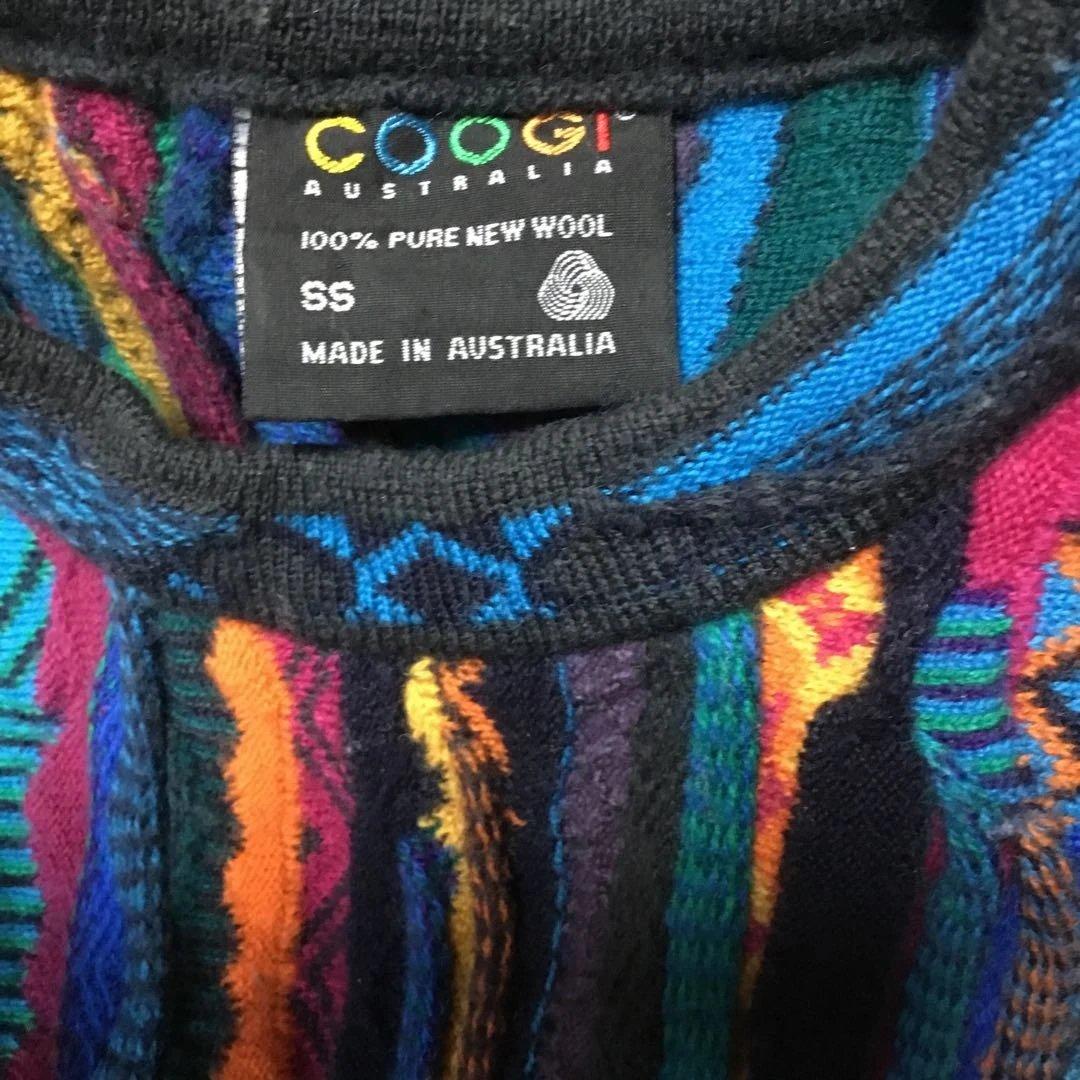 COOGI®
AUSTRALIA
100% PURE NEW WOOL
SS
MADE IN AUSTRALIA